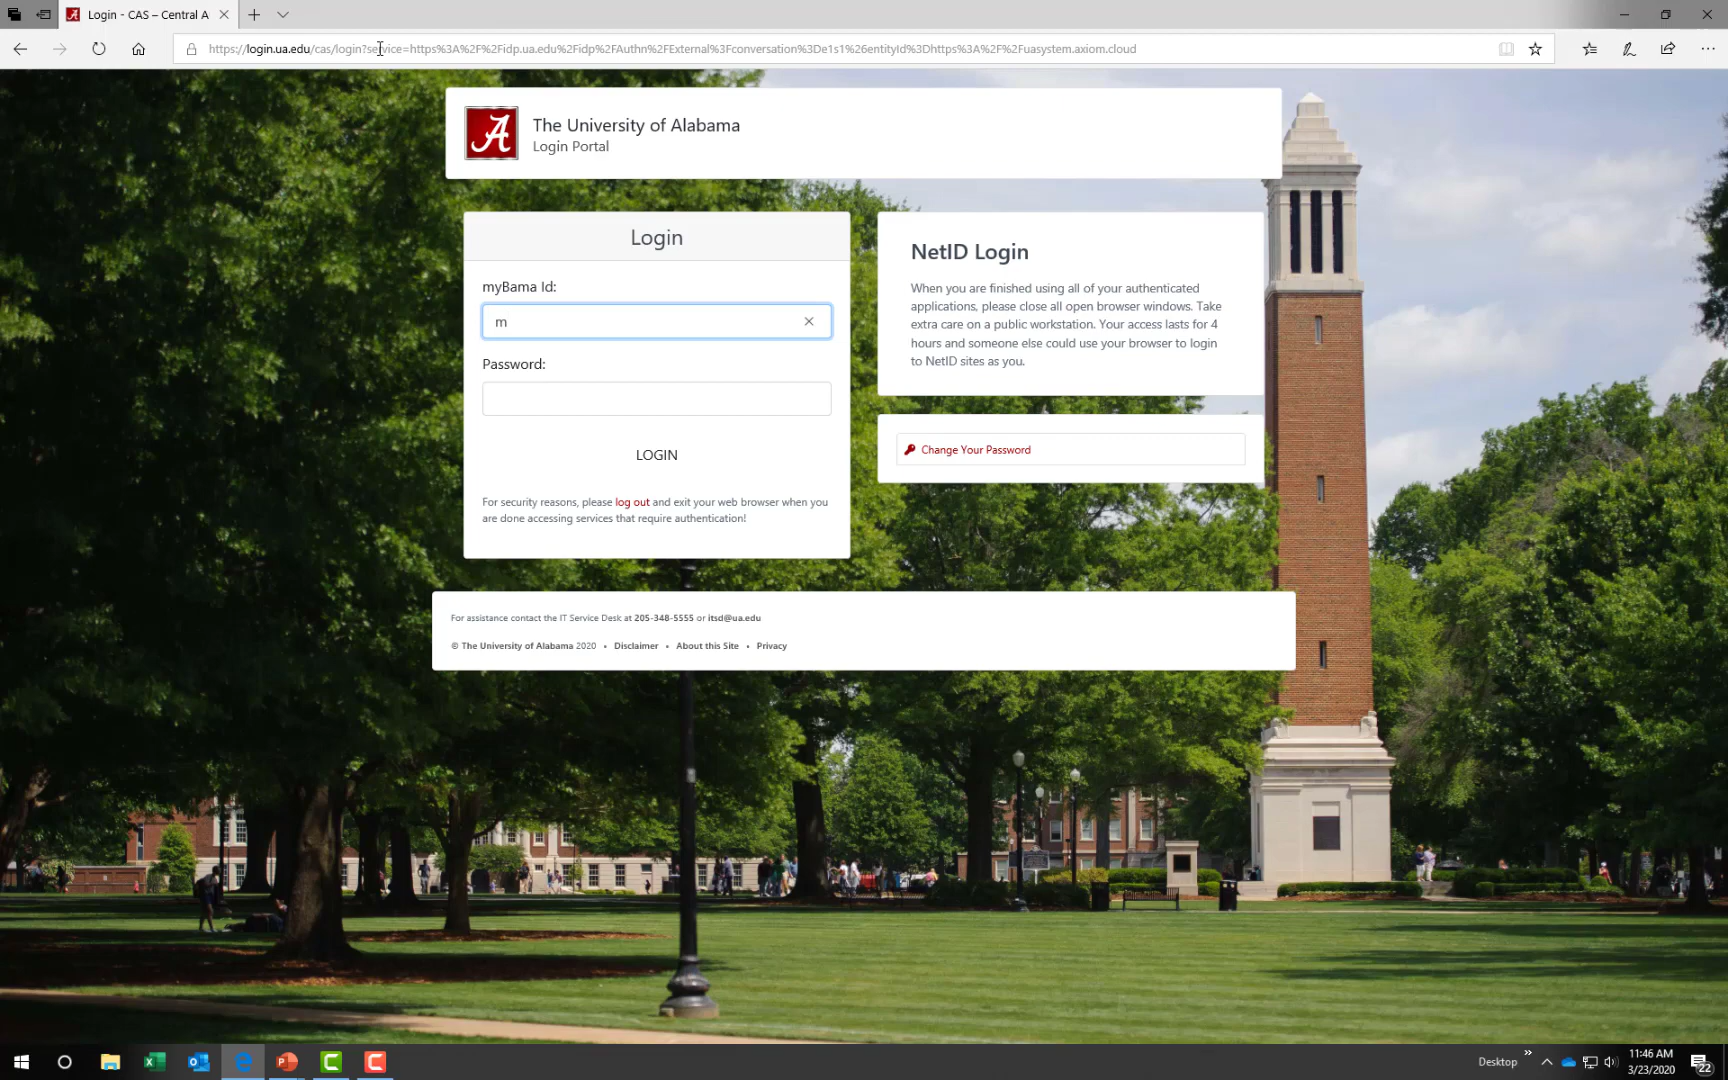 Login - CAS – Central A
https://login.ua.edu/cas/login?service=https%3A%2F%2Fidp.ua.edu%2Fidp%2FAuthn%2FExternal%3Fconversation%3De1s1%26entityId%3Dhttps%3A%2F%2Fuasystem.axiom.cloud
The University of Alabama
Login Portal
Login
myBama Id:
m
Password:
LOGIN
For security reasons, please log out and exit your web browser when you
are done accessing services that require authentication!
NetID Login
When you are finished using all of your authenticated
applications, please close all open browser windows. Take
extra care on a public workstation. Your access lasts for 4
hours and someone else could use your browser to login
to NetID sites as you.
Change Your Password
For assistance contact the IT Service Desk at 205-348-5555 or itsd@ua.edu
© The University of Alabama 2020 • Disclaimer • About this Site • Privacy
Desktop
11:46 AM
3/23/2020
22